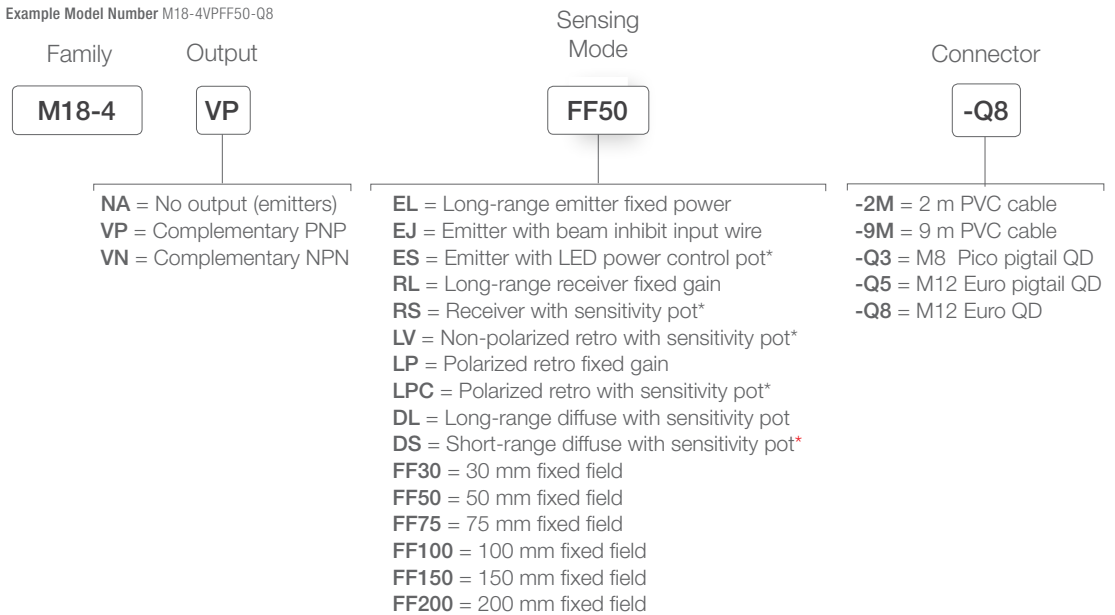 Example Model Number M18-4VPFF50-Q8
Family
Output
Sensing
Mode
Connector
M18-4
VP
FF50
-Q8
NA = No output (emitters)
VP = Complementary PNP
VN = Complementary NPN
EL = Long-range emitter fixed power
EJ = Emitter with beam inhibit input wire
ES = Emitter with LED power control pot*
RL = Long-range receiver fixed gain
RS = Receiver with sensitivity pot*
LV = Non-polarized retro with sensitivity pot*
LP = Polarized retro fixed gain
LPC = Polarized retro with sensitivity pot*
DL = Long-range diffuse with sensitivity pot
DS = Short-range diffuse with sensitivity pot*
FF30 = 30 mm fixed field
FF50 = 50 mm fixed field
FF75 = 75 mm fixed field
FF100 = 100 mm fixed field
FF150 = 150 mm fixed field
FF200 = 200 mm fixed field
-2M = 2 m PVC cable
-9M = 9 m PVC cable
-Q3 = M8 Pico pigtail QD
-Q5 = M12 Euro pigtail QD
-Q8 = M12 Euro QD